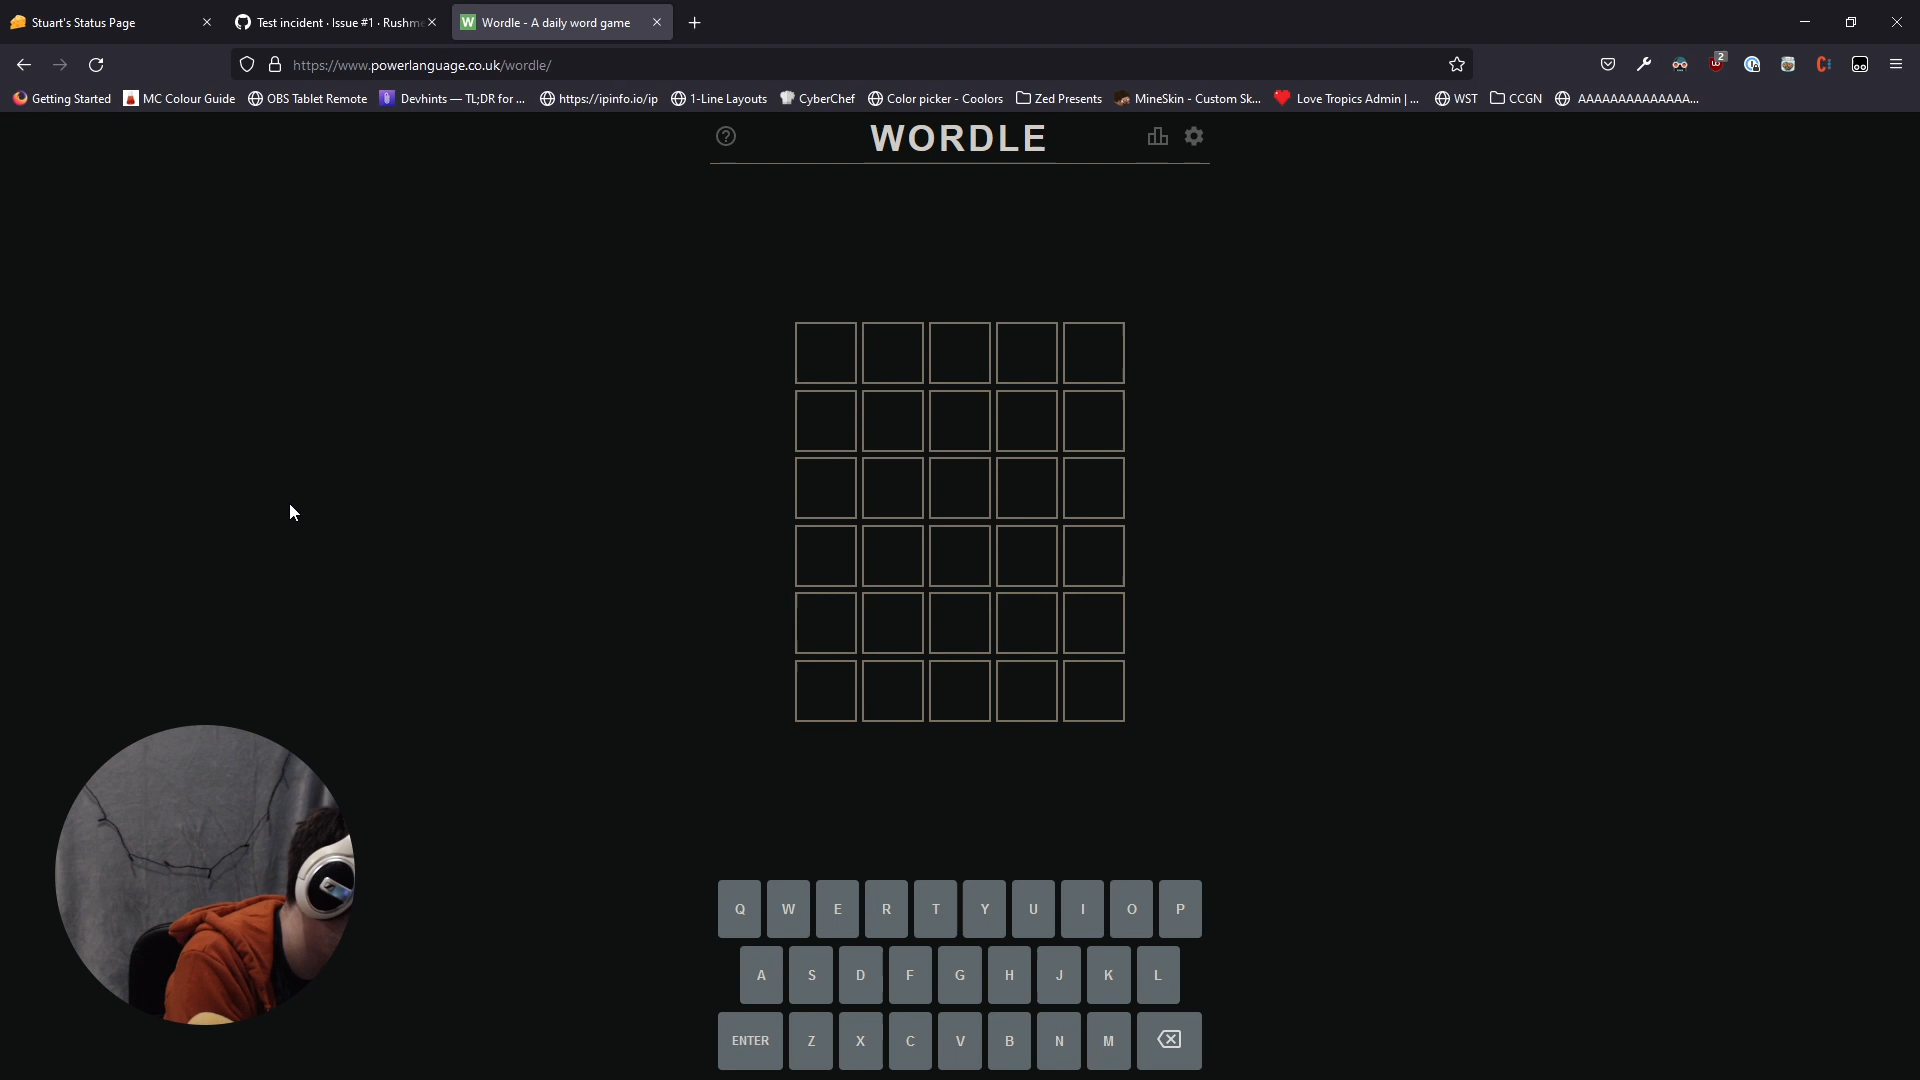 Stuart's Status Page
Test incident · Issue #1 · Rushme
W Wordle - A daily word game
https://www.powerlanguage.co.uk/wordle/
2
Getting Started MC Colour Guide OBS Tablet Remote Devhints — TL;DR for ... https://ipinfo.io/ip 1-Line Layouts CyberChef Color picker - Coolors Zed Presents MineSkin - Custom Sk... Love Tropics Admin | ... WST CCGN AAAAAAAAAAAAAA...
WORDLE
Q W E R T Y U I O P
A S D F G H J K L
ENTER Z X C V B N M